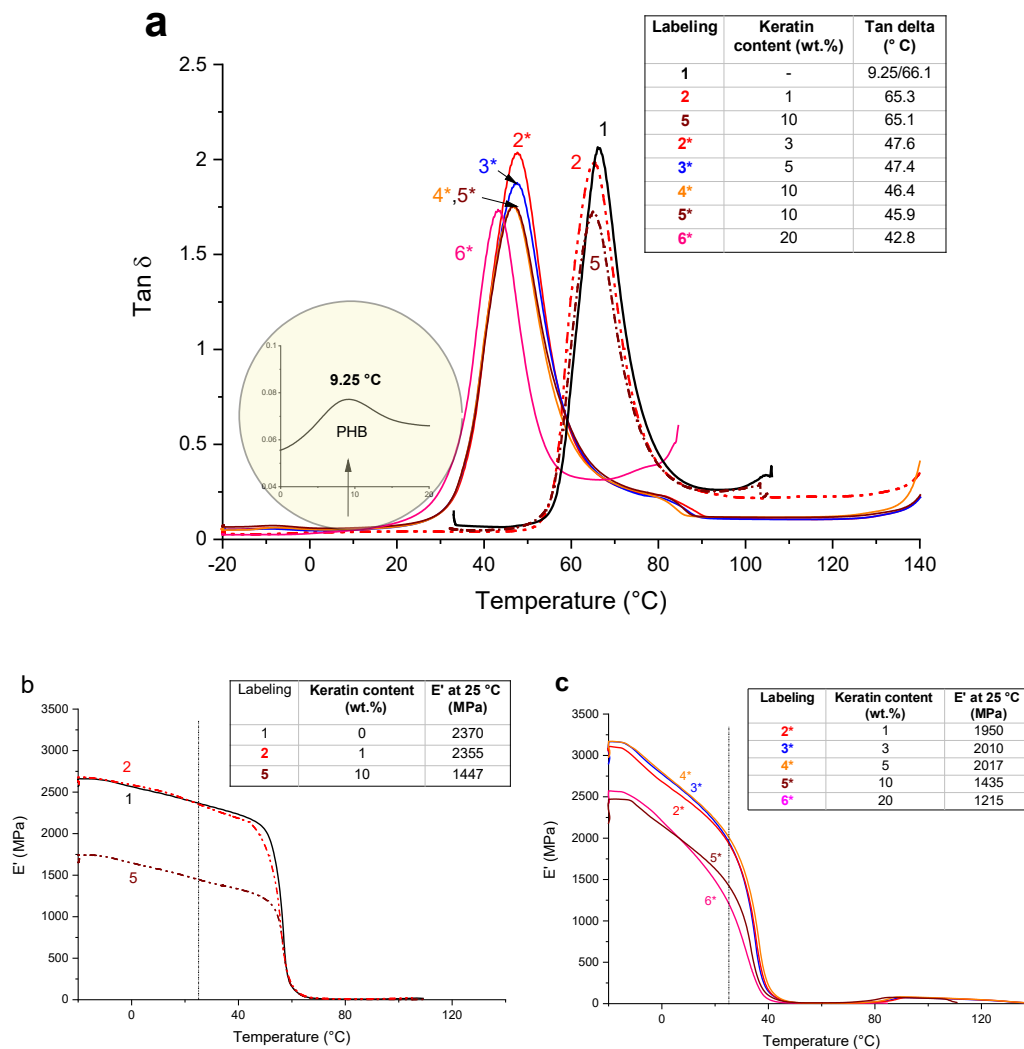 a
Labeling Keratin content (wt.%) Tan delta (° C)
1 - 9.25/66.1
2 1 65.3
5 10 65.1
2* 3 47.6
3* 5 47.4
4* 10 46.4
5* 10 45.9
6* 20 42.8
2.5
2
1.5
1
0.5
0
Tan δ
-20 0 20 40 60 80 100 120 140
Temperature (°C)
1
2
5
2*
3*
4*,5*
6*
0.1
0.08
0.06
0.04
0 10 20
9.25 °C
PHB
b
Labeling Keratin content (wt.%) E' at 25 °C (MPa)
1 0 2370
2 1 2355
5 10 1447
3500
3000
2500
2000
1500
1000
500
0
E' (MPa)
0 40 80 120
Temperature (°C)
2
1
5
c
Labeling Keratin content (wt.%) E' at 25 °C (MPa)
2* 1 1950
3* 3 2010
4* 5 2017
5* 10 1435
6* 20 1215
3500
3000
2500
2000
1500
1000
500
0
E' (MPa)
0 40 80 120
Temperature (°C)
4*
3*
2*
5*
6*